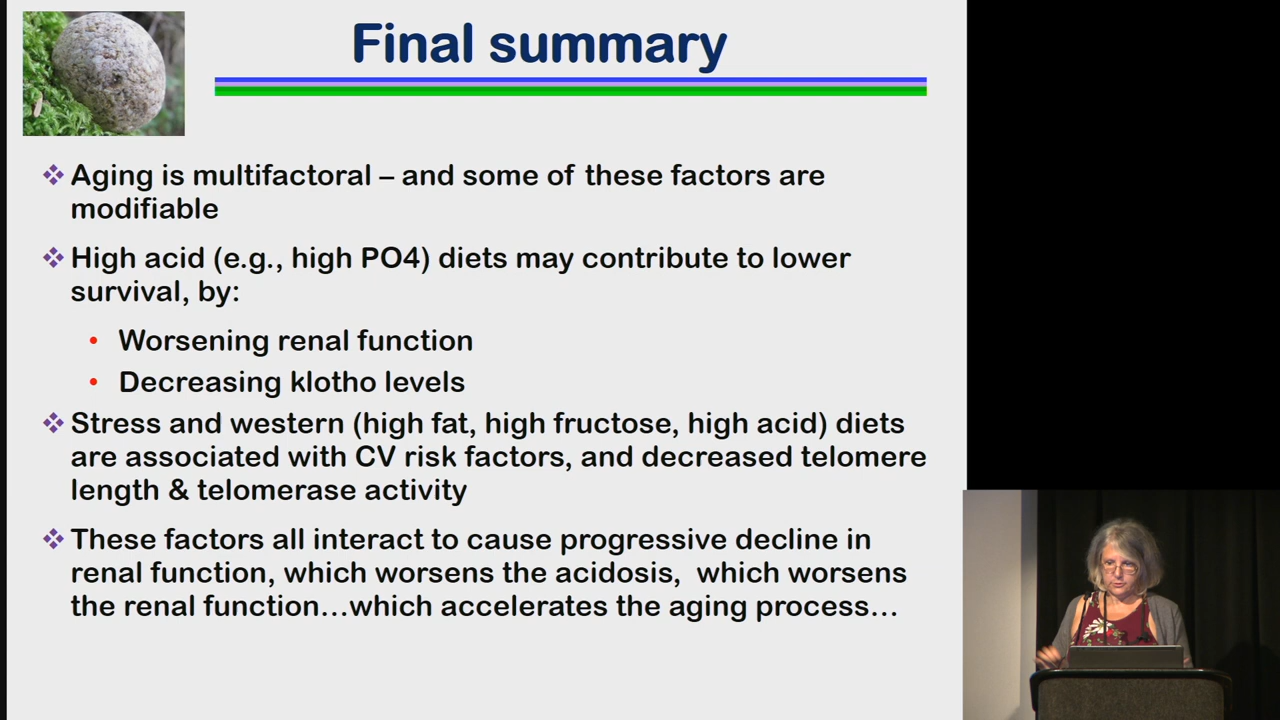 Final summary
❖ Aging is multifactoral – and some of these factors are
modifiable
❖ High acid (e.g., high PO4) diets may contribute to lower
survival, by:
• Worsening renal function
• Decreasing klotho levels
❖ Stress and western (high fat, high fructose, high acid) diets
are associated with CV risk factors, and decreased telomere
length & telomerase activity
❖ These factors all interact to cause progressive decline in
renal function, which worsens the acidosis,  which worsens
the renal function…which accelerates the aging process…